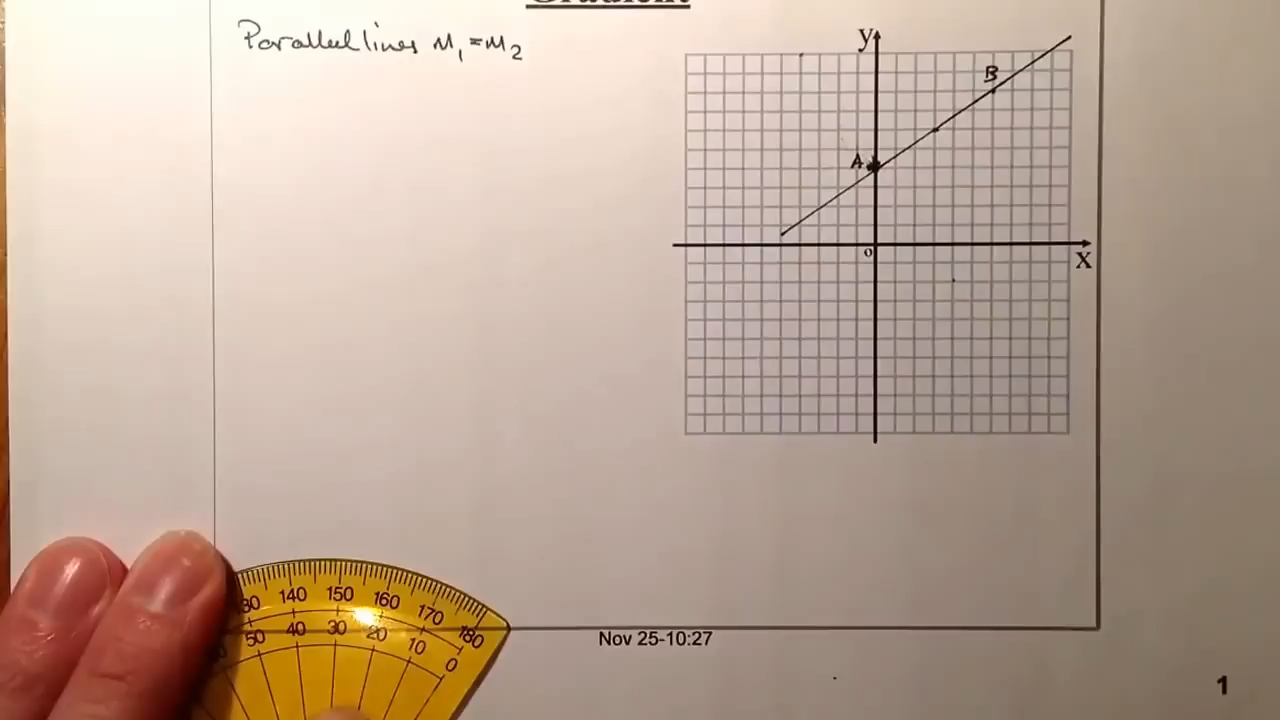 Gradient
Parallel lines M₁ = M₂
y
B
A
o
x
130 140 150 160 170 180
50 40 30 20 10 0
Nov 25-10:27
1